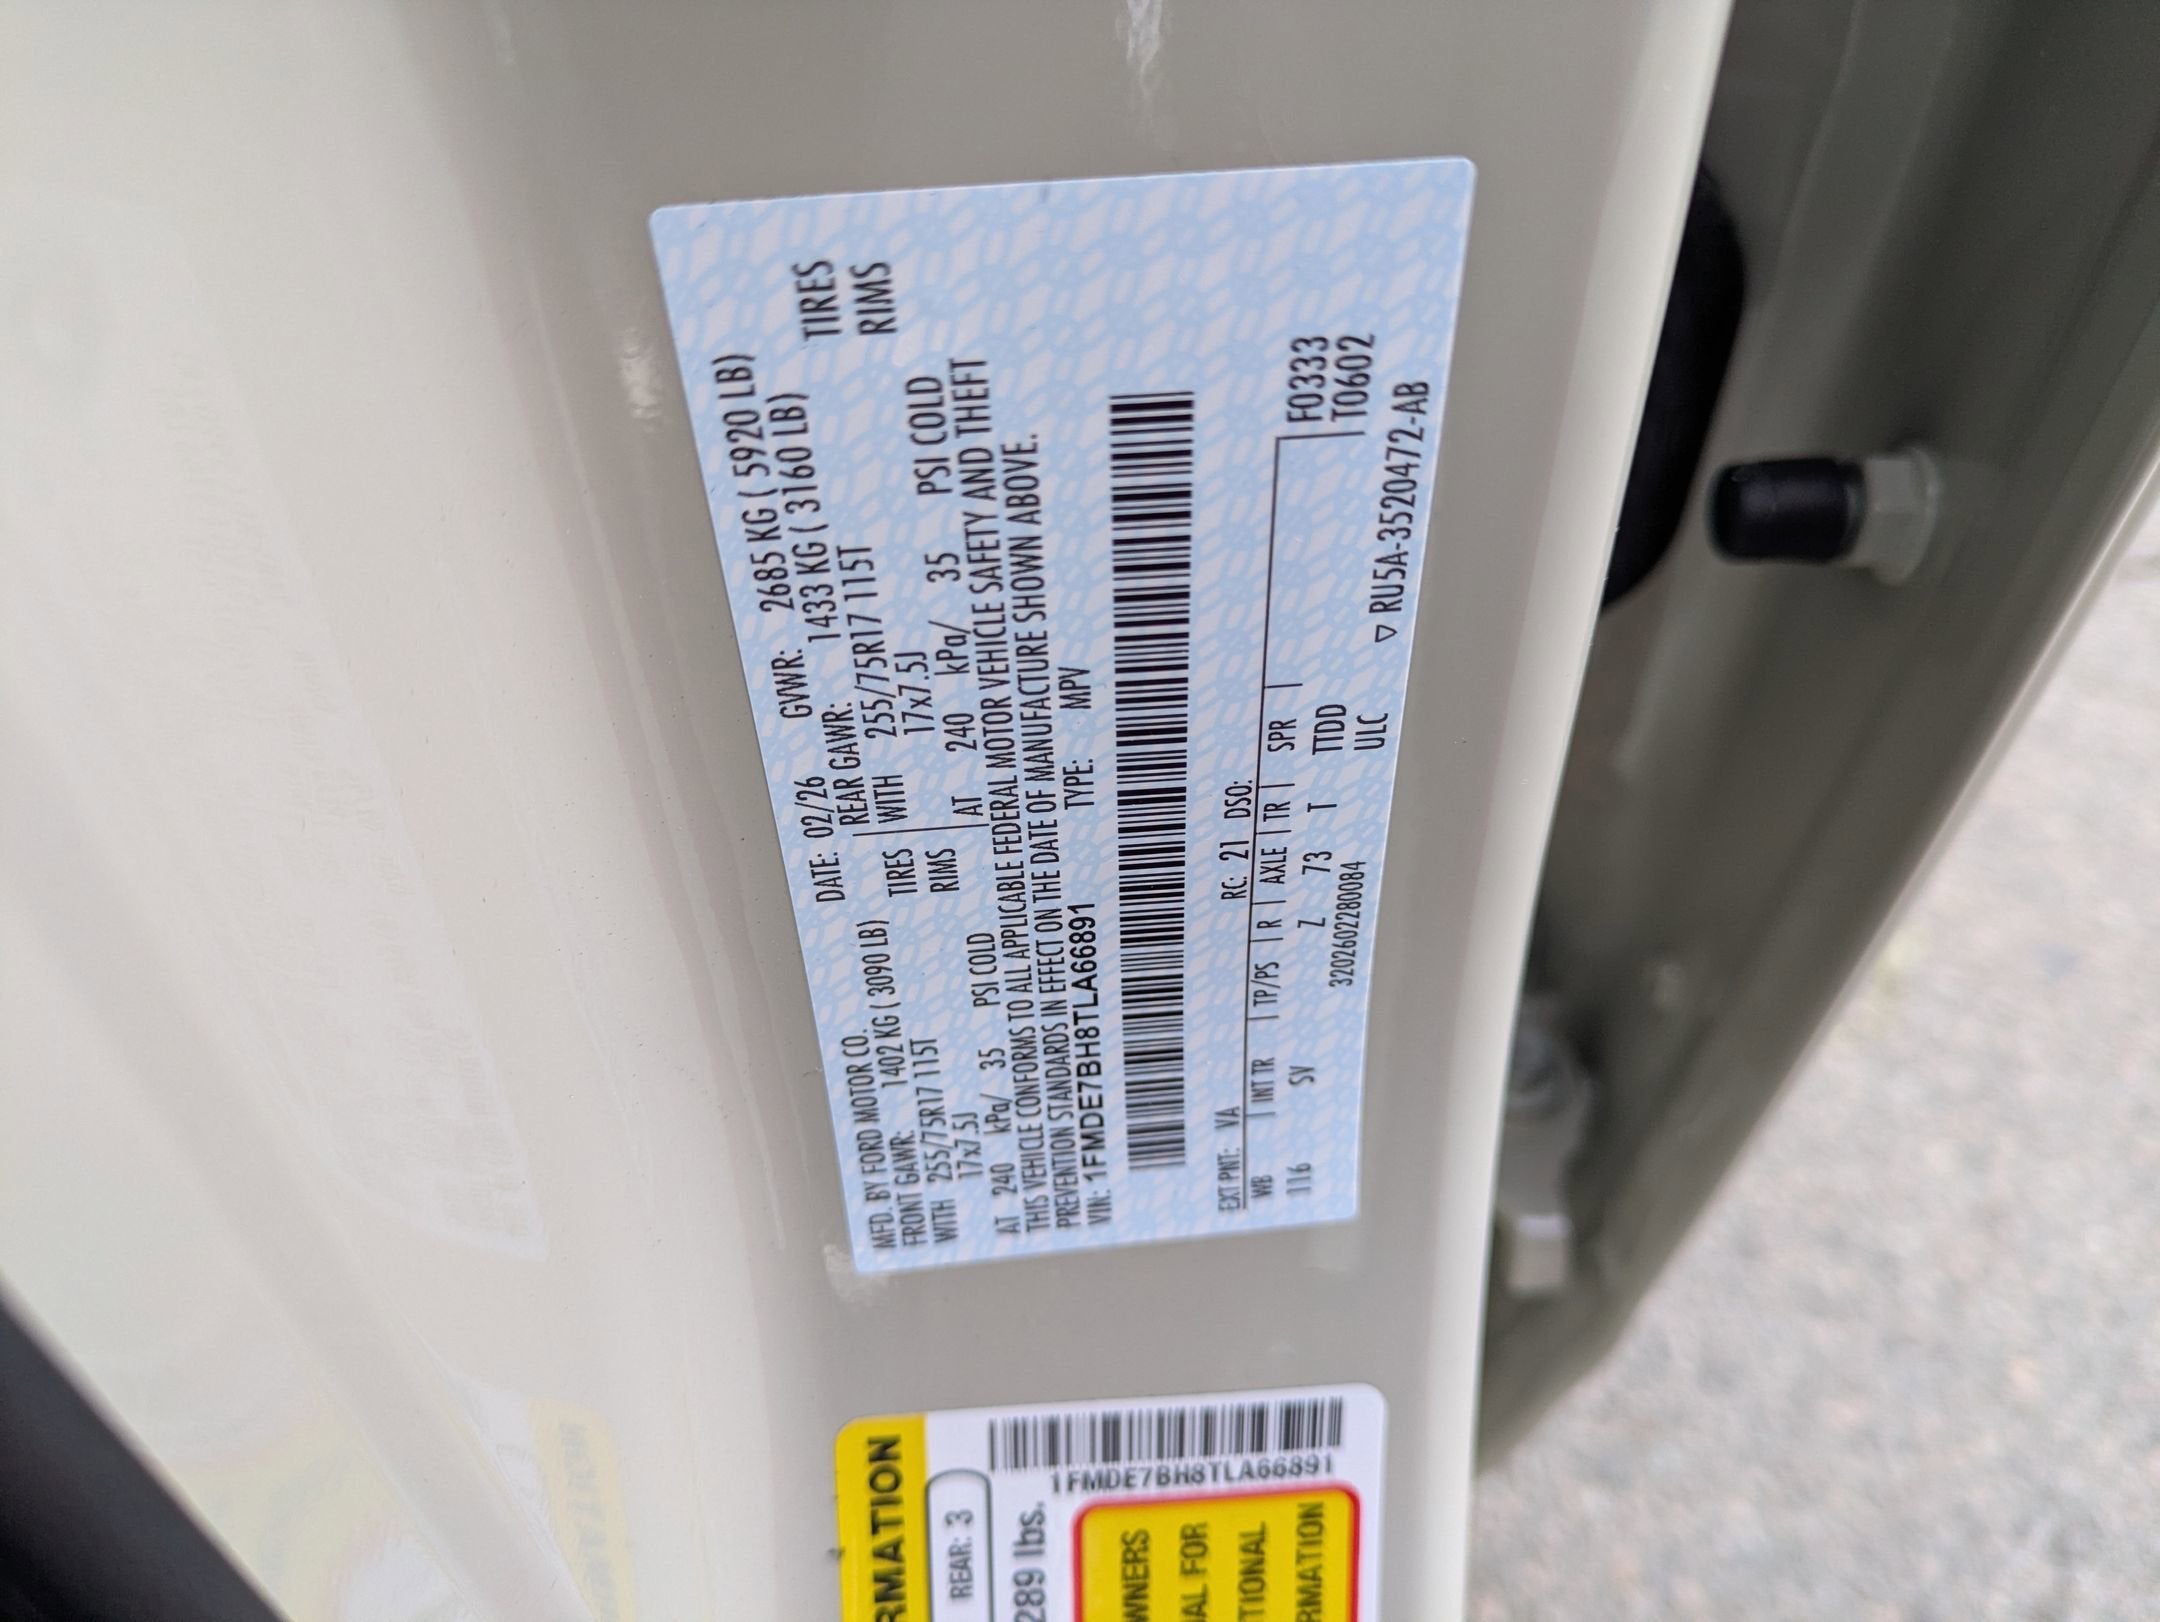 MFD. BY FORD MOTOR CO.
DATE: 02/26 GVWR: 2685 KG ( 5920 LB)
FRONT GAWR: 1402 KG ( 3090 LB)
REAR GAWR: 1433 KG ( 3160 LB)
WITH 255/75R17 115T TIRES
WITH 255/75R17 115T TIRES
17x7.5J RIMS
17x7.5J RIMS
AT 240 kPa/ 35 PSI COLD
AT 240 kPa/ 35 PSI COLD
THIS VEHICLE CONFORMS TO ALL APPLICABLE FEDERAL MOTOR VEHICLE SAFETY AND THEFT
PREVENTION STANDARDS IN EFFECT ON THE DATE OF MANUFACTURE SHOWN ABOVE.
VIN: 1FMDE7BH8TLA66891 TYPE: MPV
F0333
T0602
EXT PNT: VA RC: 21 DSO:
WB INT TR TP/PS R AXLE TR SPR
116 SV Z 73 T TTDD
3202602280084 ULC
▽ RU5A-3520472-AB
RMATION
REAR: 3
289 lbs.
1FMDE7BH8TLA66891
WNERS
AL FOR
TIONAL
RMATION